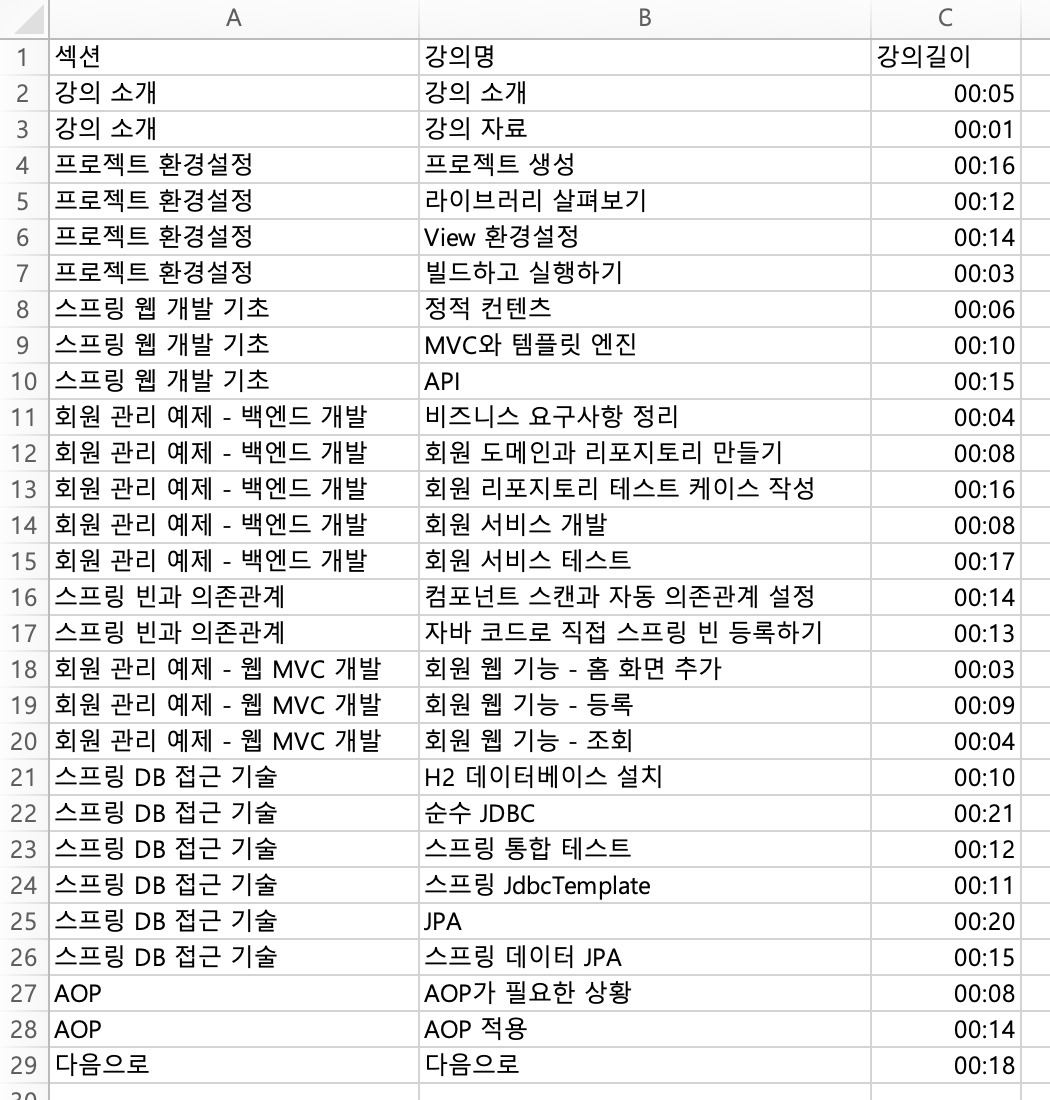 A B C
1 섹션 강의명 강의길이
2 강의 소개 강의 소개 00:05
3 강의 소개 강의 자료 00:01
4 프로젝트 환경설정 프로젝트 생성 00:16
5 프로젝트 환경설정 라이브러리 살펴보기 00:12
6 프로젝트 환경설정 View 환경설정 00:14
7 프로젝트 환경설정 빌드하고 실행하기 00:03
8 스프링 웹 개발 기초 정적 컨텐츠 00:06
9 스프링 웹 개발 기초 MVC와 템플릿 엔진 00:10
10 스프링 웹 개발 기초 API 00:15
11 회원 관리 예제 - 백엔드 개발 비즈니스 요구사항 정리 00:04
12 회원 관리 예제 - 백엔드 개발 회원 도메인과 리포지토리 만들기 00:08
13 회원 관리 예제 - 백엔드 개발 회원 리포지토리 테스트 케이스 작성 00:16
14 회원 관리 예제 - 백엔드 개발 회원 서비스 개발 00:08
15 회원 관리 예제 - 백엔드 개발 회원 서비스 테스트 00:17
16 스프링 빈과 의존관계 컴포넌트 스캔과 자동 의존관계 설정 00:14
17 스프링 빈과 의존관계 자바 코드로 직접 스프링 빈 등록하기 00:13
18 회원 관리 예제 - 웹 MVC 개발 회원 웹 기능 - 홈 화면 추가 00:03
19 회원 관리 예제 - 웹 MVC 개발 회원 웹 기능 - 등록 00:09
20 회원 관리 예제 - 웹 MVC 개발 회원 웹 기능 - 조회 00:04
21 스프링 DB 접근 기술 H2 데이터베이스 설치 00:10
22 스프링 DB 접근 기술 순수 JDBC 00:21
23 스프링 DB 접근 기술 스프링 통합 테스트 00:12
24 스프링 DB 접근 기술 스프링 JdbcTemplate 00:11
25 스프링 DB 접근 기술 JPA 00:20
26 스프링 DB 접근 기술 스프링 데이터 JPA 00:15
27 AOP AOP가 필요한 상황 00:08
28 AOP AOP 적용 00:14
29 다음으로 다음으로 00:18
30